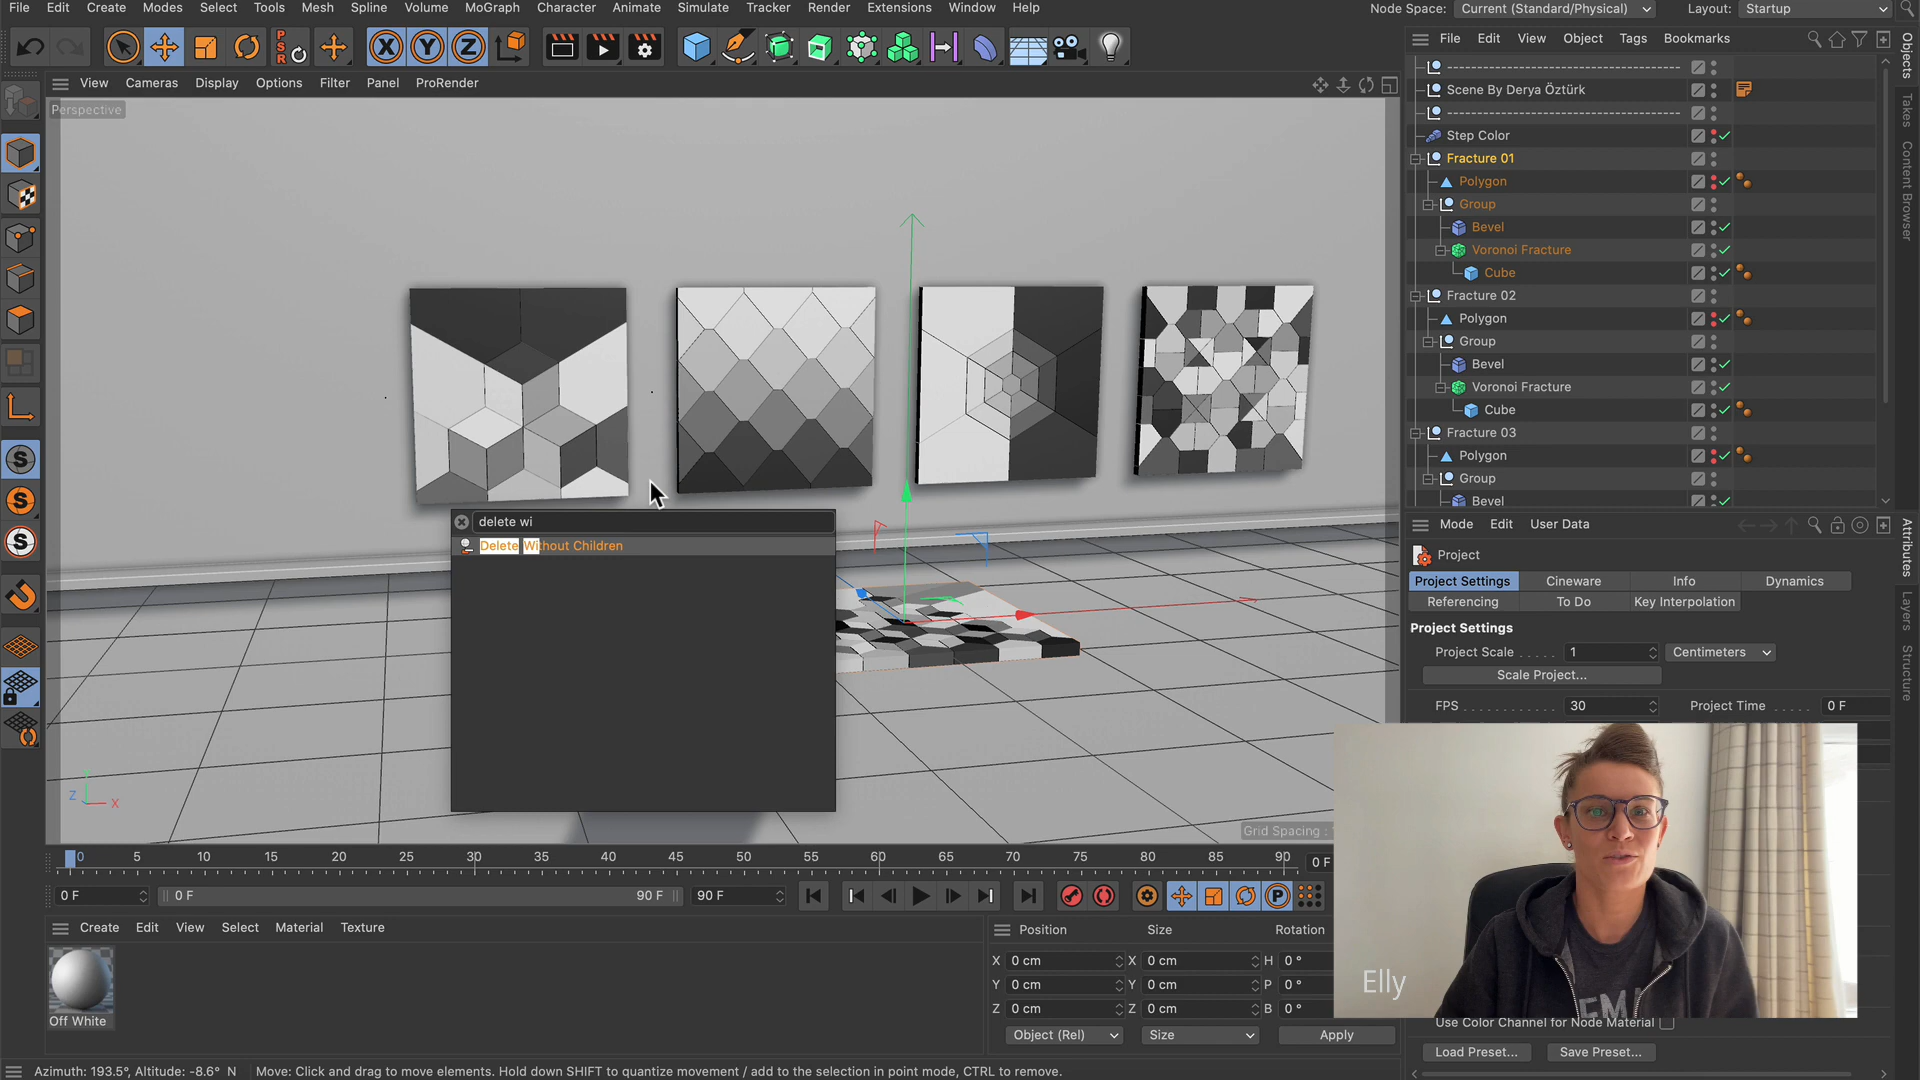 File Edit Create Modes Select Tools Mesh Spline Volume MoGraph Character Animate Simulate Tracker Render Extensions Window Help Node Space: Current (Standard/Physical) Layout: Startup
PSR X Y Z
File Edit View Object Tags Bookmarks
View Cameras Display Options Filter Panel ProRender
Perspective
--------------------------------------------
Scene By Derya Öztürk
--------------------------------------------
Step Color
Fracture 01
Polygon
Group
Bevel
Voronoi Fracture
Cube
Fracture 02
Polygon
Group
Bevel
Voronoi Fracture
Cube
Fracture 03
Polygon
Group
Bevel
Objects
Takes
Content Browser
delete wi
Delete Without Children
Mode Edit User Data
Project
Project Settings Cineware Info Dynamics
Referencing To Do Key Interpolation
Project Settings
Project Scale . . . . . 1 Centimeters
Scale Project...
FPS . . . . . . . . . . . 30 Project Time . . . . . 0 F
Attributes
Layers
Structure
Y
Z X
Grid Spacing :
0 5 10 15 20 25 30 35 40 45 50 55 60 65 70 75 80 85 90 0 F
0 F 0 F 90 F 90 F P
Create Edit View Select Material Texture
Off White
Position Size Rotation
X 0 cm X 0 cm H 0 °
Y 0 cm Y 0 cm P 0 °
Z 0 cm Z 0 cm B 0 °
Object (Rel) Size Apply
Elly
Use Color Channel for Node Material
Load Preset... Save Preset...
Azimuth: 193.5°, Altitude: -8.6° N Move: Click and drag to move elements. Hold down SHIFT to quantize movement / add to the selection in point mode, CTRL to remove.